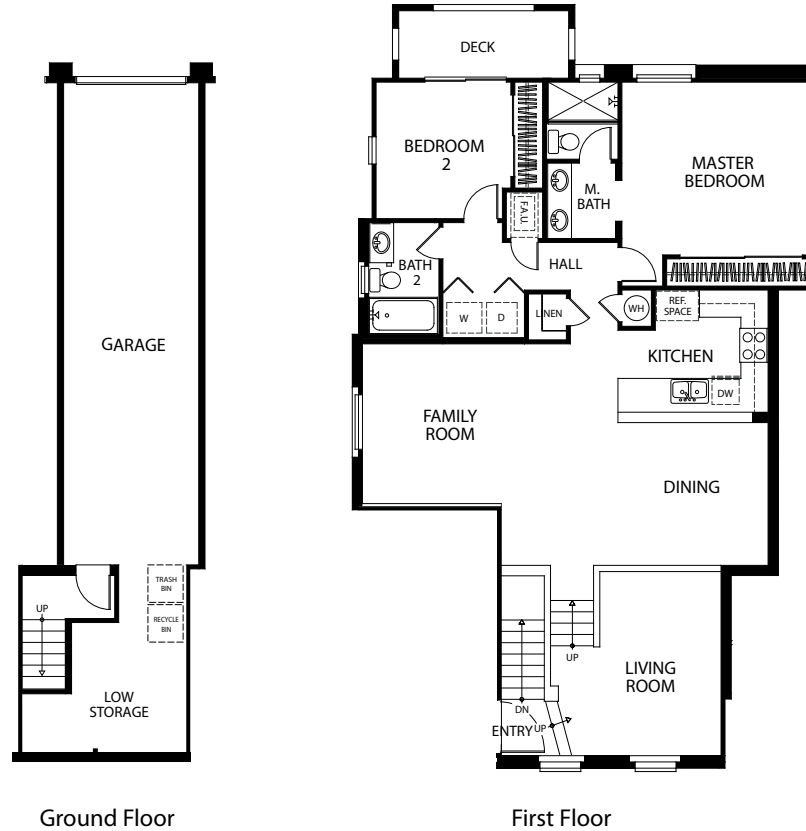 GARAGE
TRASH
BIN
RECYCLE
BIN
UP
LOW
STORAGE
Ground Floor
DECK
BEDROOM
2
MASTER
BEDROOM
M.
BATH
F.A.U.
HALL
BATH
2
W
D
LINEN
WH
REF.
SPACE
KITCHEN
DW
FAMILY
ROOM
DINING
UP
LIVING
ROOM
DN
ENTRY
UP
First Floor